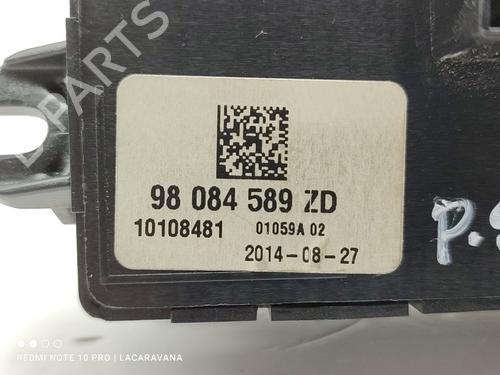 B-PARTS
98 084 589 ZD
10108481 01059A 02
2014-08-27
REDMI NOTE 10 PRO | LACARAVANA